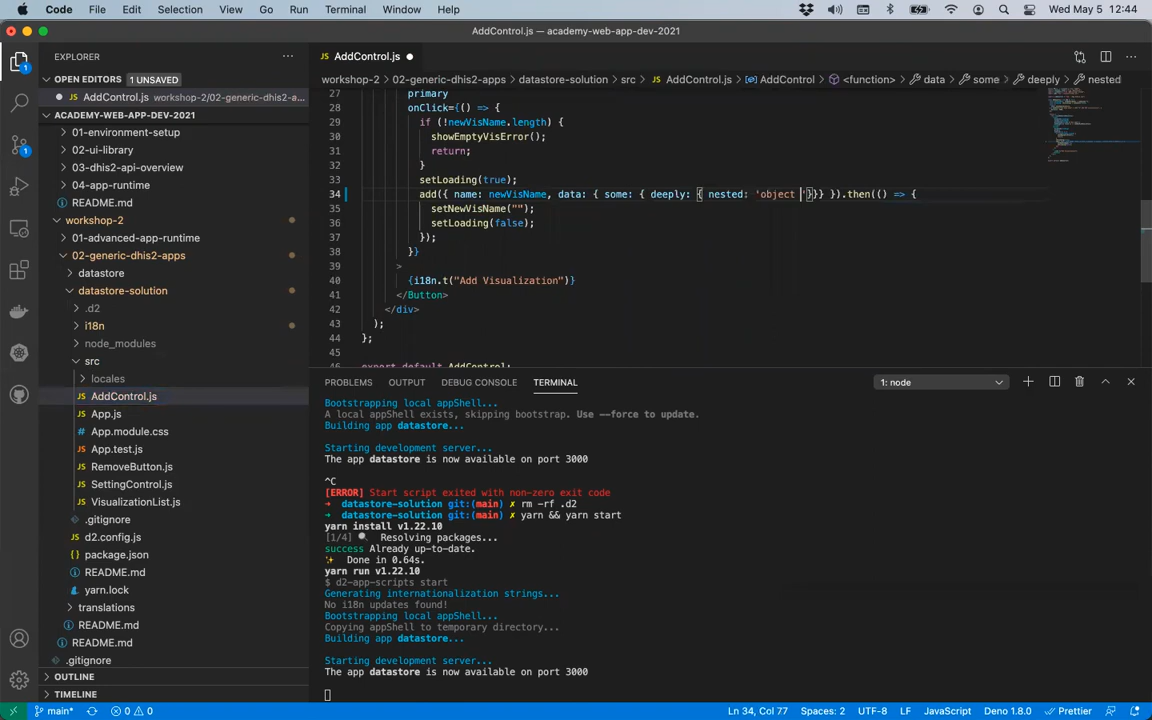 Code File Edit Selection View Go Run Terminal Window Help Wed May 5 12:44
AddControl.js — academy-web-app-dev-2021
EXPLORER
OPEN EDITORS 1 UNSAVED
AddControl.js workshop-2/02-generic-dhis2-a...
ACADEMY-WEB-APP-DEV-2021
01-environment-setup
02-ui-library
03-dhis2-api-overview
04-app-runtime
README.md
workshop-2
01-advanced-app-runtime
02-generic-dhis2-apps
datastore
datastore-solution
.d2
i18n
node_modules
src
locales
AddControl.js
App.js
App.module.css
App.test.js
RemoveButton.js
SettingControl.js
VisualizationList.js
.gitignore
d2.config.js
package.json
README.md
yarn.lock
translations
README.md
README.md
.gitignore
OUTLINE
TIMELINE
AddControl.js
workshop-2 > 02-generic-dhis2-apps > datastore-solution > src > AddControl.js > AddControl > <function> > data > some > deeply > nested
27 primary
28 onClick={() => {
29 if (!newVisName.length) {
30 showEmptyVisError();
31 return;
32 }
33 setLoading(true);
34 add({ name: newVisName, data: { some: { deeply: { nested: 'object '}}} }).then(() => {
35 setNewVisName("");
36 setLoading(false);
37 });
38 }}
39 >
40 {i18n.t("Add Visualization")}
41 </Button>
42 </div>
43 );
44 };
45
46 export default AddControl;
PROBLEMS OUTPUT DEBUG CONSOLE TERMINAL 1: node
Bootstrapping local appShell...
A local appShell exists, skipping bootstrap. Use --force to update.
Building app datastore...
Starting development server...
The app datastore is now available on port 3000
^C
[ERROR] Start script exited with non-zero exit code
➜ datastore-solution git:(main) ✗ rm -rf .d2
➜ datastore-solution git:(main) ✗ yarn && yarn start
yarn install v1.22.10
[1/4] 🔍 Resolving packages...
success Already up-to-date.
✨ Done in 0.64s.
yarn run v1.22.10
$ d2-app-scripts start
Generating internationalization strings...
No i18n updates found!
Bootstrapping local appShell...
Copying appShell to temporary directory...
Building app datastore...
Starting development server...
The app datastore is now available on port 3000
main* 0 0 Ln 34, Col 77 Spaces: 2 UTF-8 LF JavaScript Deno 1.8.0 Prettier